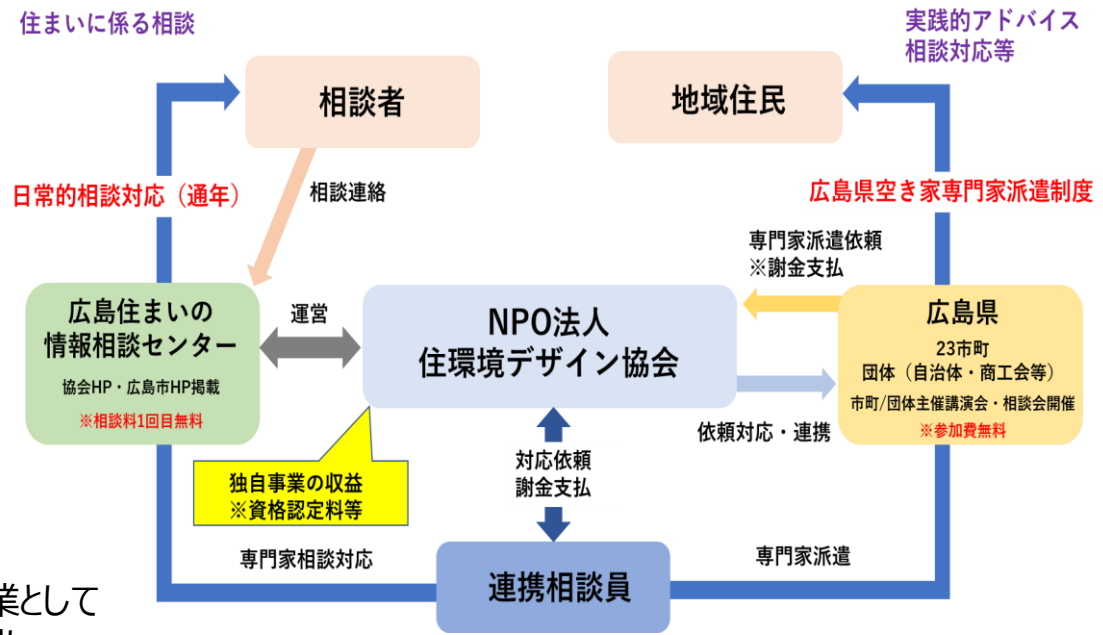 住まいに係る相談
実践的アドバイス
相談対応等
相談者
地域住民
日常的相談対応（通年）
相談連絡
広島県空き家専門家派遣制度
専門家派遣依頼
※謝金支払
広島住まいの
情報相談センター
協会HP・広島市HP掲載
※相談料1回目無料
運営
NPO法人
住環境デザイン協会
広島県
23市町
団体（自治体・商工会等）
市町/団体主催講演会・相談会開催
※参加費無料
依頼対応・連携
対応依頼
謝金支払
独自事業の収益
※資格認定料等
専門家相談対応
連携相談員
専門家派遣
業として